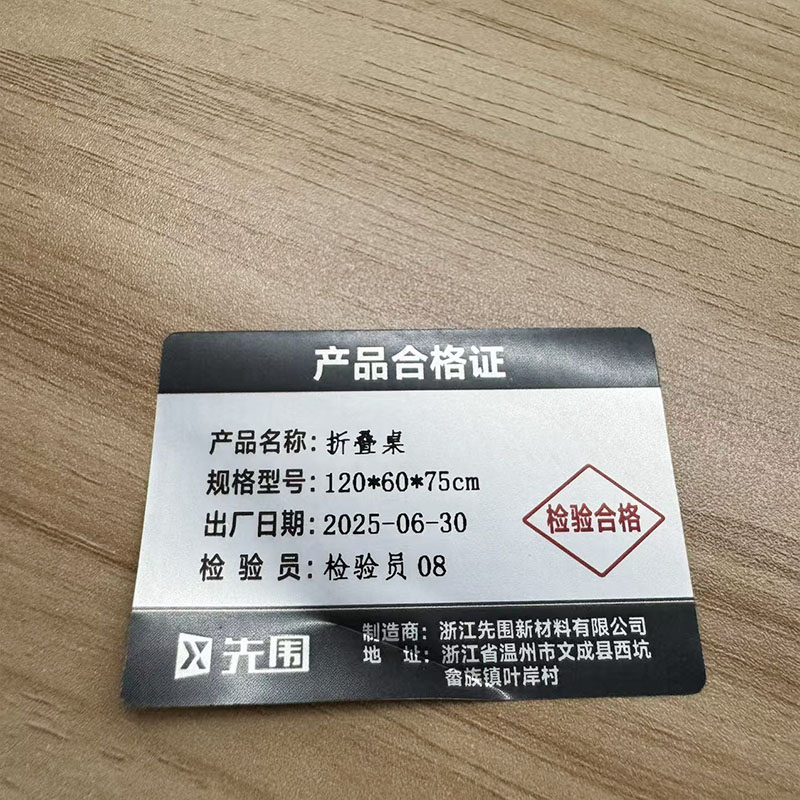 产品合格证
产品名称：折叠桌
规格型号：120*60*75cm
出厂日期：2025-06-30
检验员：检验员08
检验合格
先围
制造商：浙江先围新材料有限公司
地址：浙江省温州市文成县西坑
畲族镇叶岸村